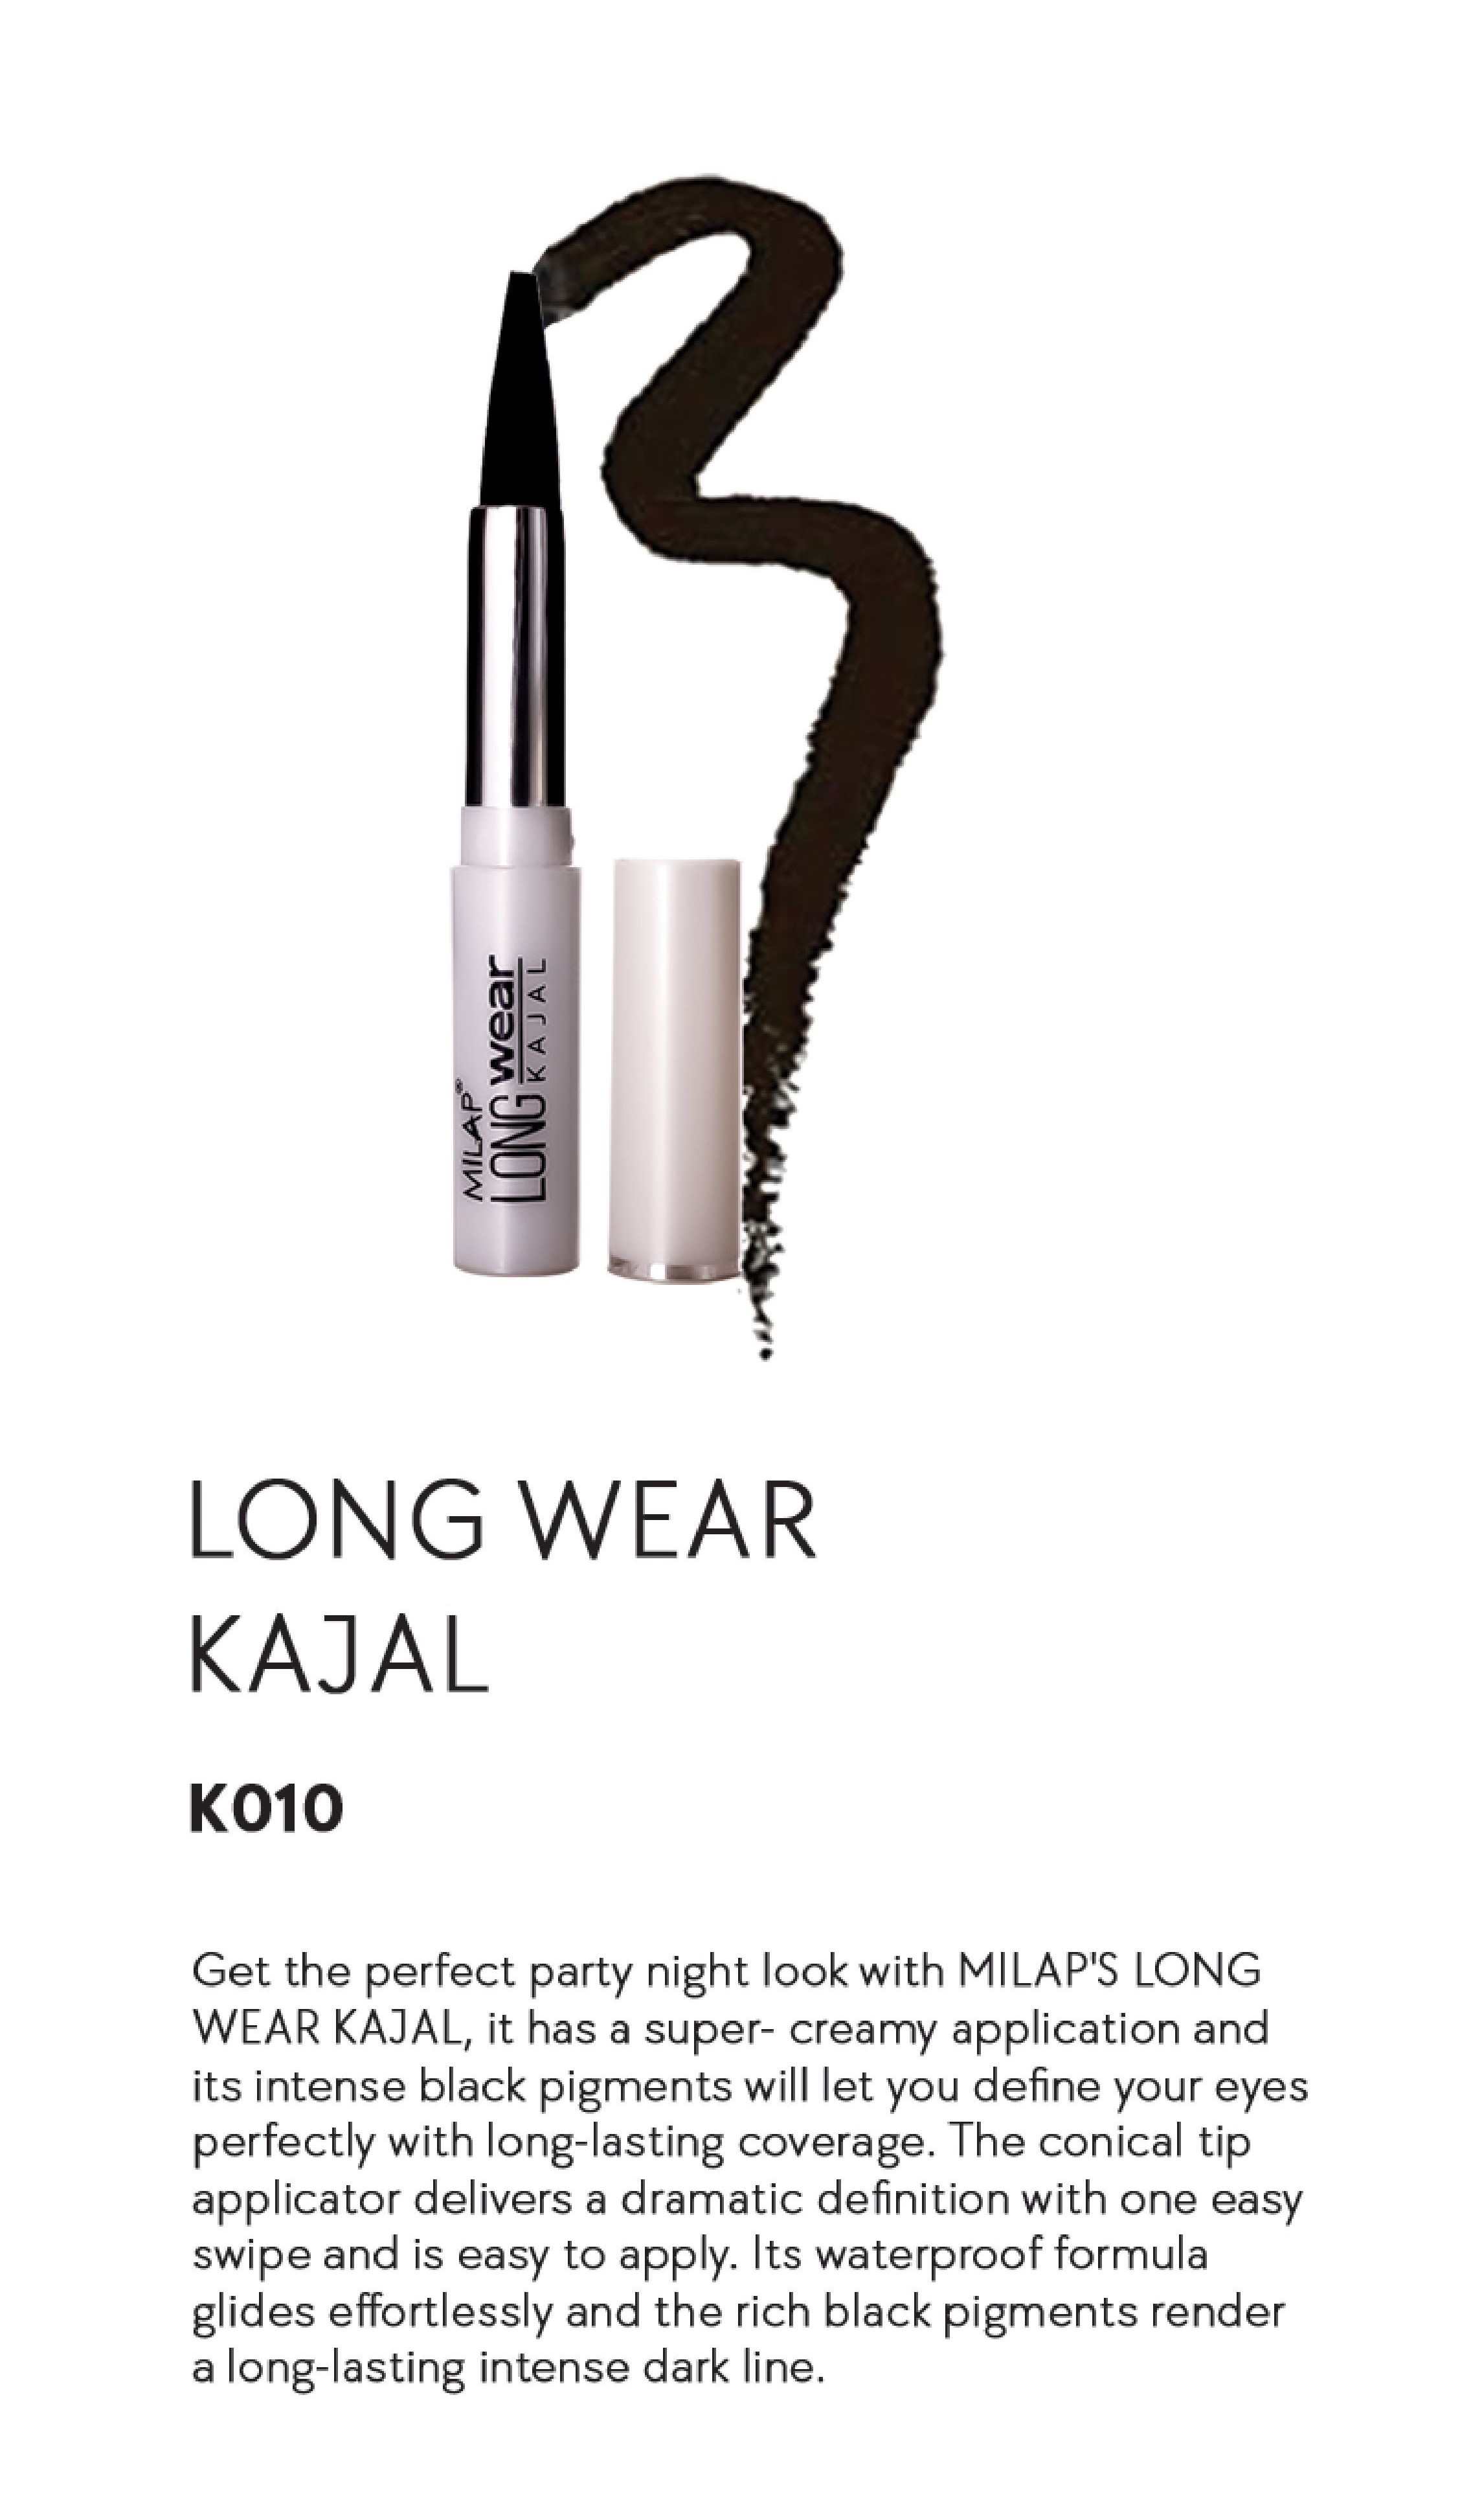 MILAP®
LONG wear
KAJAL
LONG WEAR
KAJAL
K010
Get the perfect party night look with MILAP'S LONG
WEAR KAJAL, it has a super- creamy application and
its intense black pigments will let you define your eyes
perfectly with long-lasting coverage. The conical tip
applicator delivers a dramatic definition with one easy
swipe and is easy to apply. Its waterproof formula
glides effortlessly and the rich black pigments render
a long-lasting intense dark line.